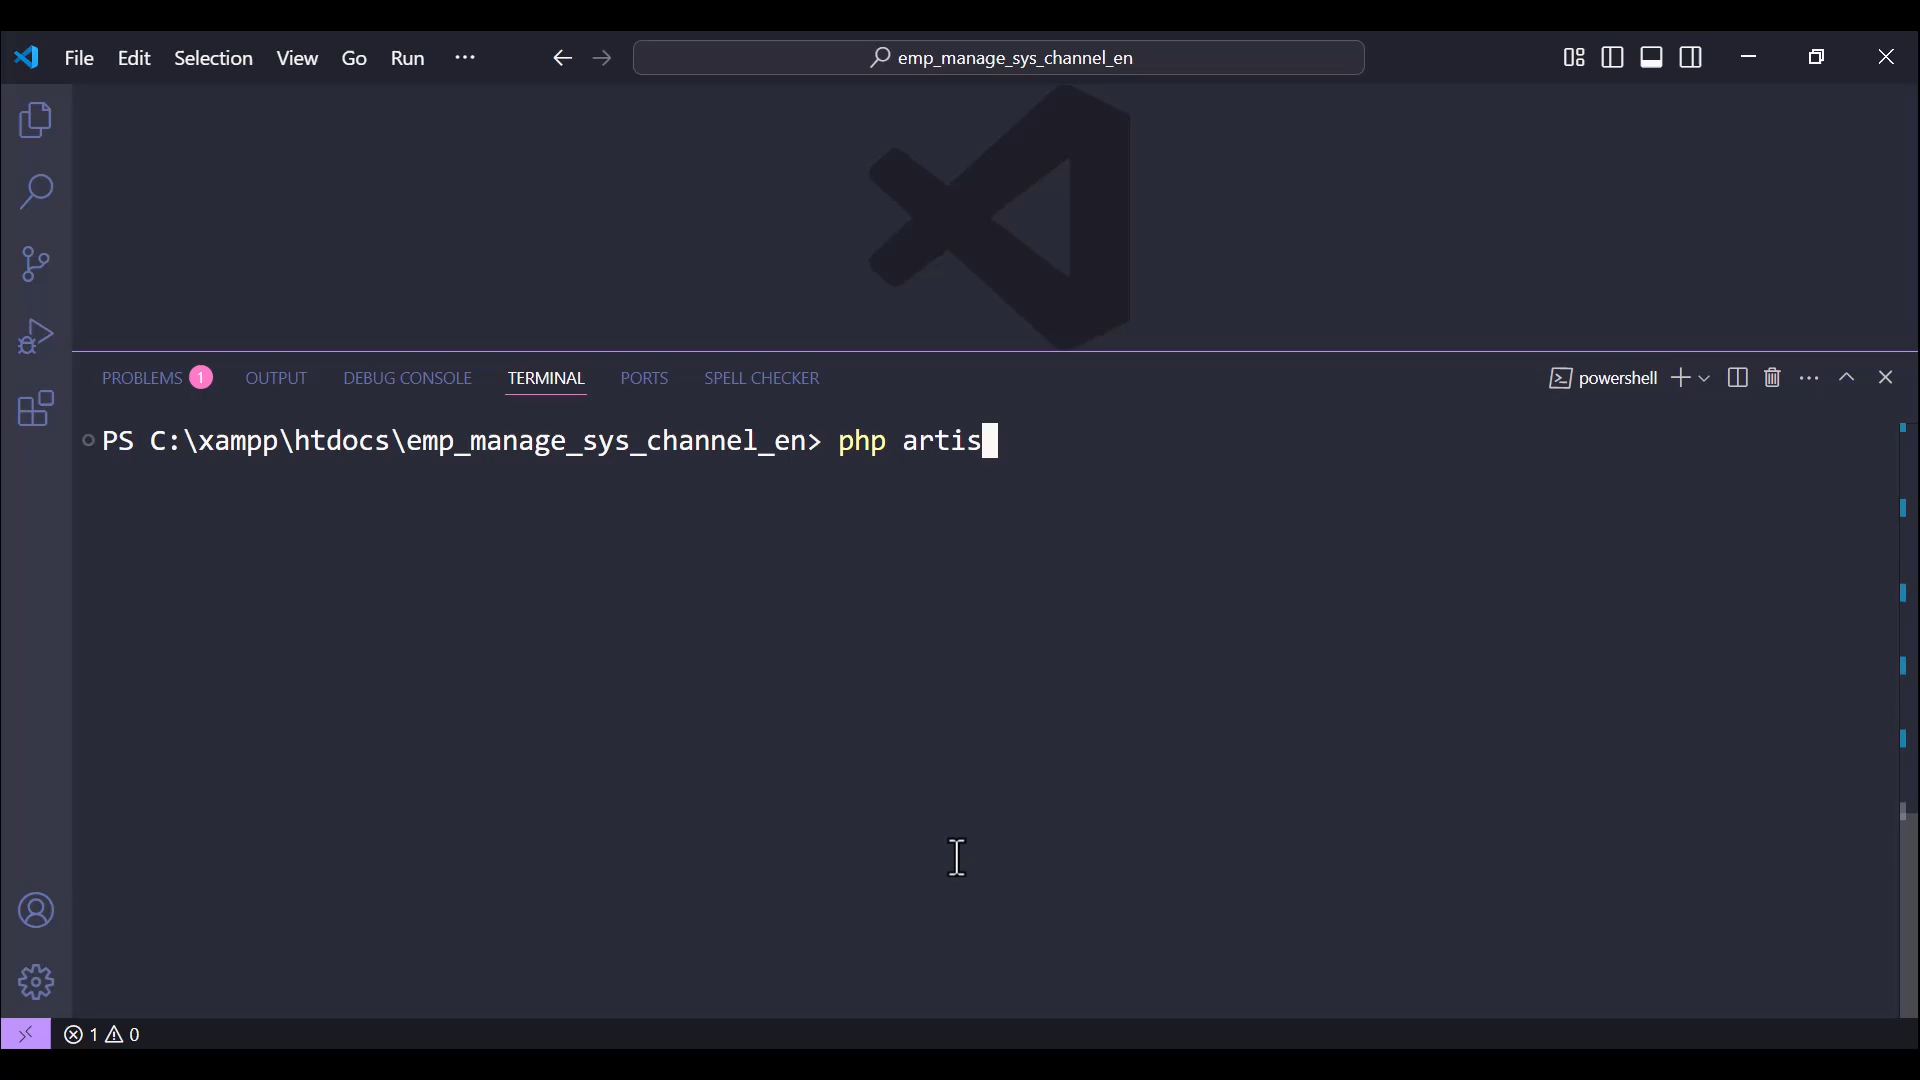 File Edit Selection View Go Run ··· emp_manage_sys_channel_en
PROBLEMS 1 OUTPUT DEBUG CONSOLE TERMINAL PORTS SPELL CHECKER powershell
PS C:\xampp\htdocs\emp_manage_sys_channel_en> php artis
1 0